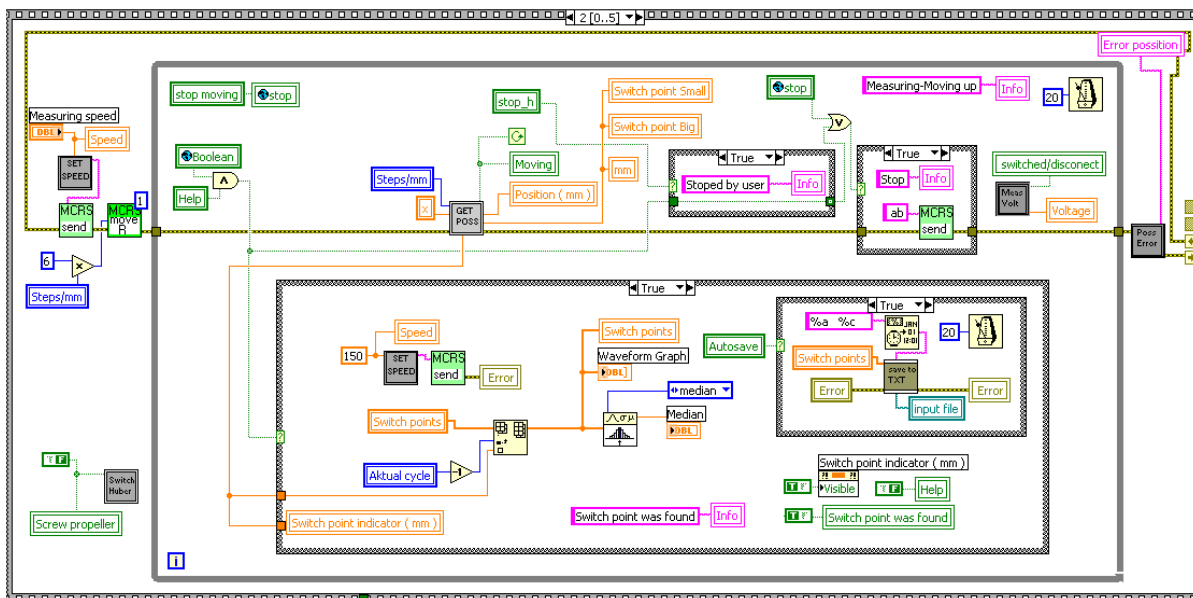 2 [0..5]
Error possition
stop moving
stop
Switch point Small
stop
Measuring-Moving up
Info
20
stop_h
Measuring speed
DBL
Speed
Switch point Big
Boolean
SET
SPEED
Steps/mm
Moving
mm
True
True
switched/disconect
Help
Stoped by user
Info
Stop
Info
Position ( mm )
x
GET
POSS
Meas
Volt
Voltage
1
MCRS
send
MCRS
move
R
ab
MCRS
send
Poss
Error
6
Steps/mm
True
True
%a %c
JAN
01
12:01
20
Speed
Switch points
150
SET
SPEED
MCRS
send
Error
Waveform Graph
DBL
Autosave
Switch points
save to
TXT
Error
Error
median
input file
Switch points
Median
DBL
Aktual cycle
-1
Switch point indicator ( mm )
T F
Switch
Huber
Visible
Help
Screw propeller
Switch point indicator ( mm )
Switch point was found
Info
Switch point was found
i